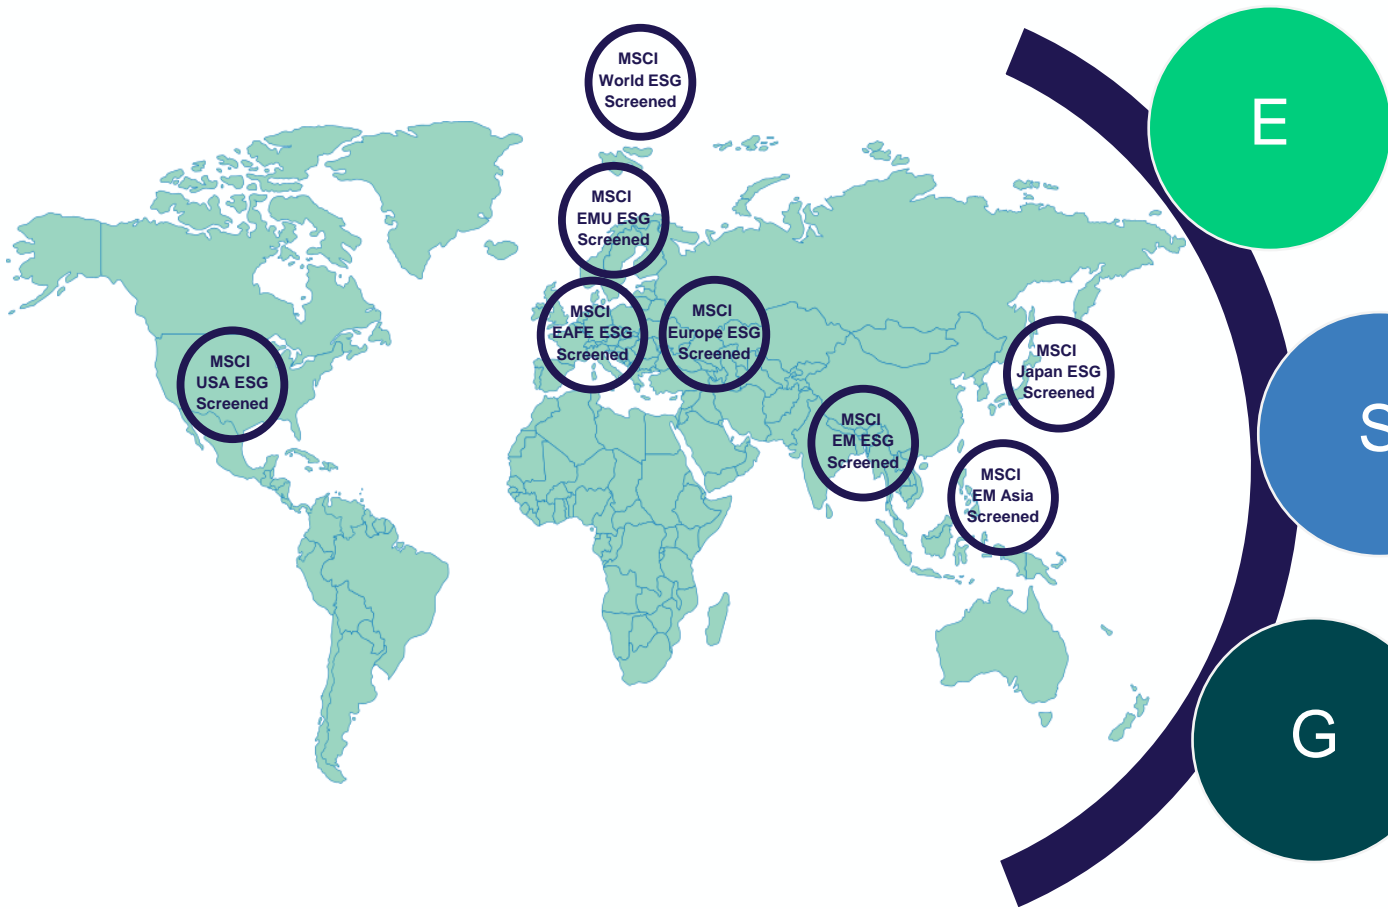 MSCI
World ESG
Screened
MSCI
EMU ESG
Screened
MSCI
EAFE ESG
Screened
MSCI
Europe ESG
Screened
MSCI
USA ESG
Screened
MSCI
Japan ESG
Screened
MSCI
EM ESG
Screened
MSCI
EM Asia
Screened
E
S
G